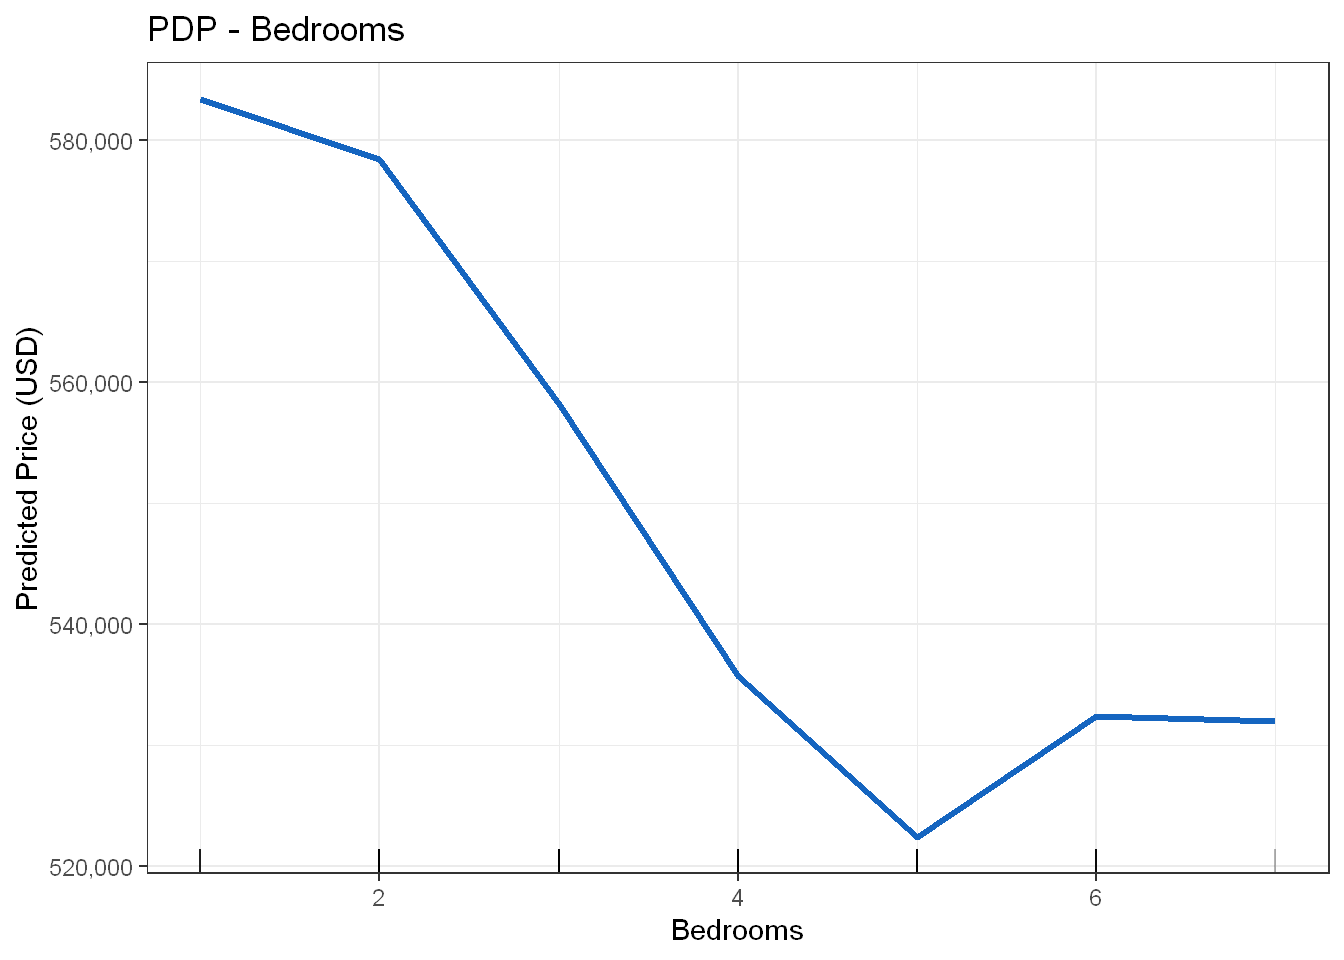 PDP - Bedrooms
Predicted Price (USD)
580,000
560,000
540,000
520,000
2
4
6
Bedrooms